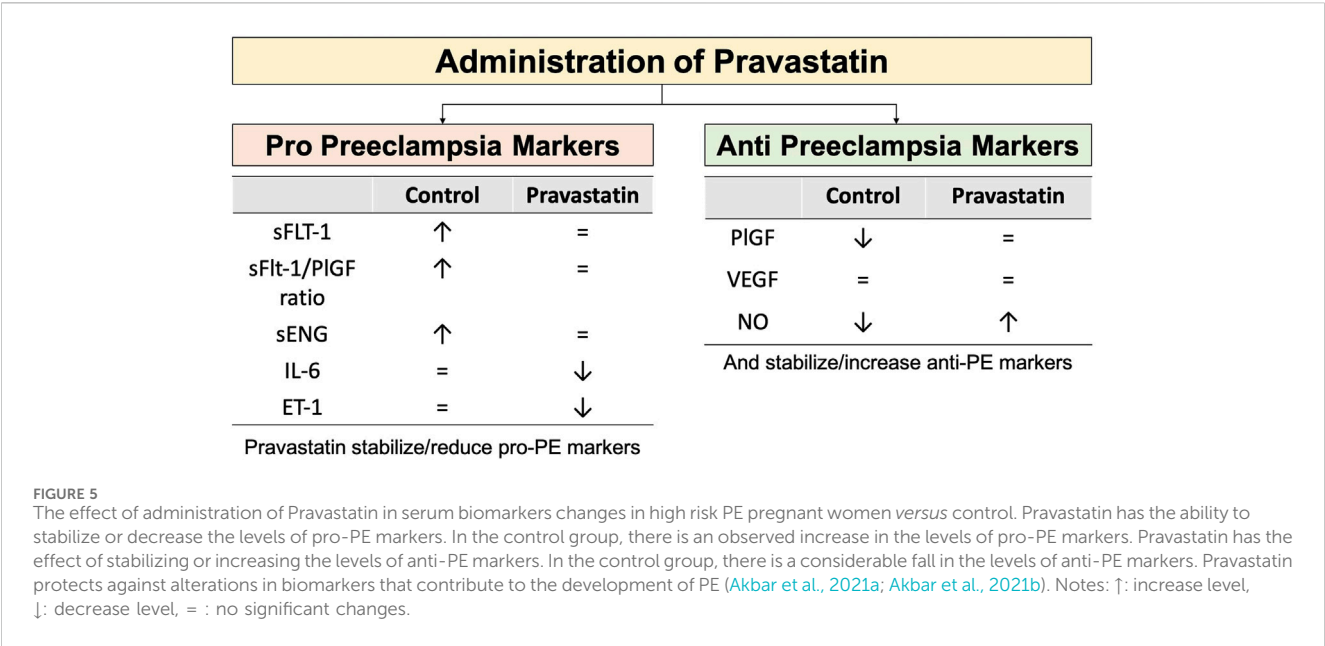 Administration of Pravastatin
Pro Preeclampsia Markers
Control Pravastatin
sFLT-1 ↑ =
sFlt-1/PlGF ↑ =
ratio
sENG ↑ =
IL-6 = ↓
ET-1 = ↓
Pravastatin stabilize/reduce pro-PE markers
Anti Preeclampsia Markers
Control Pravastatin
PlGF ↓ =
VEGF = =
NO ↓ ↑
And stabilize/increase anti-PE markers
FIGURE 5
The effect of administration of Pravastatin in serum biomarkers changes in high risk PE pregnant women versus control. Pravastatin has the ability to
stabilize or decrease the levels of pro-PE markers. In the control group, there is an observed increase in the levels of pro-PE markers. Pravastatin has the
effect of stabilizing or increasing the levels of anti-PE markers. In the control group, there is a considerable fall in the levels of anti-PE markers. Pravastatin
protects against alterations in biomarkers that contribute to the development of PE (Akbar et al., 2021a; Akbar et al., 2021b). Notes: ↑: increase level,
↓: decrease level, = : no significant changes.